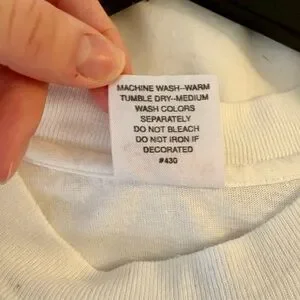 MACHINE WASH--WARM
TUMBLE DRY--MEDIUM
WASH COLORS
SEPARATELY
DO NOT BLEACH
DO NOT IRON IF
DECORATED
#430